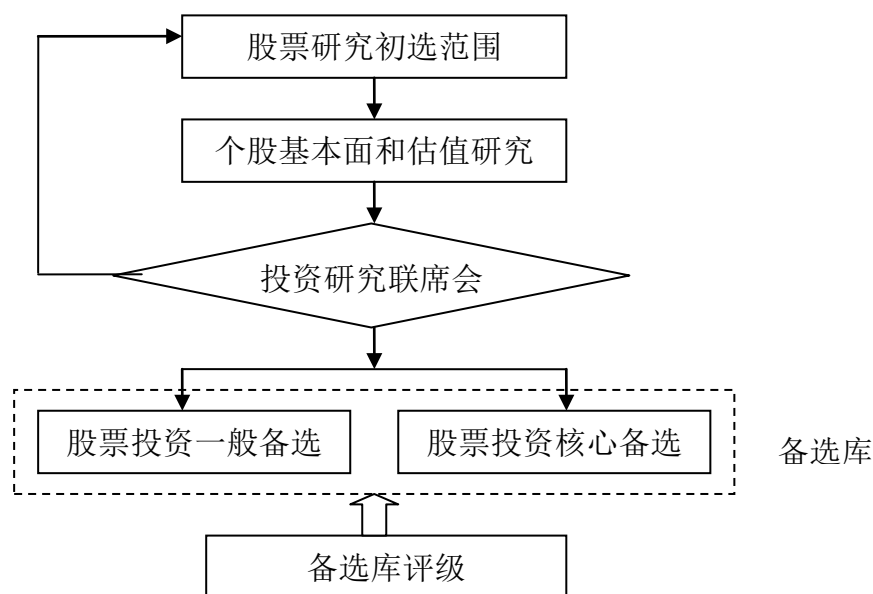 股票研究初选范围
个股基本面和估值研究
投资研究联席会
股票投资一般备选
股票投资核心备选
备选库
备选库评级